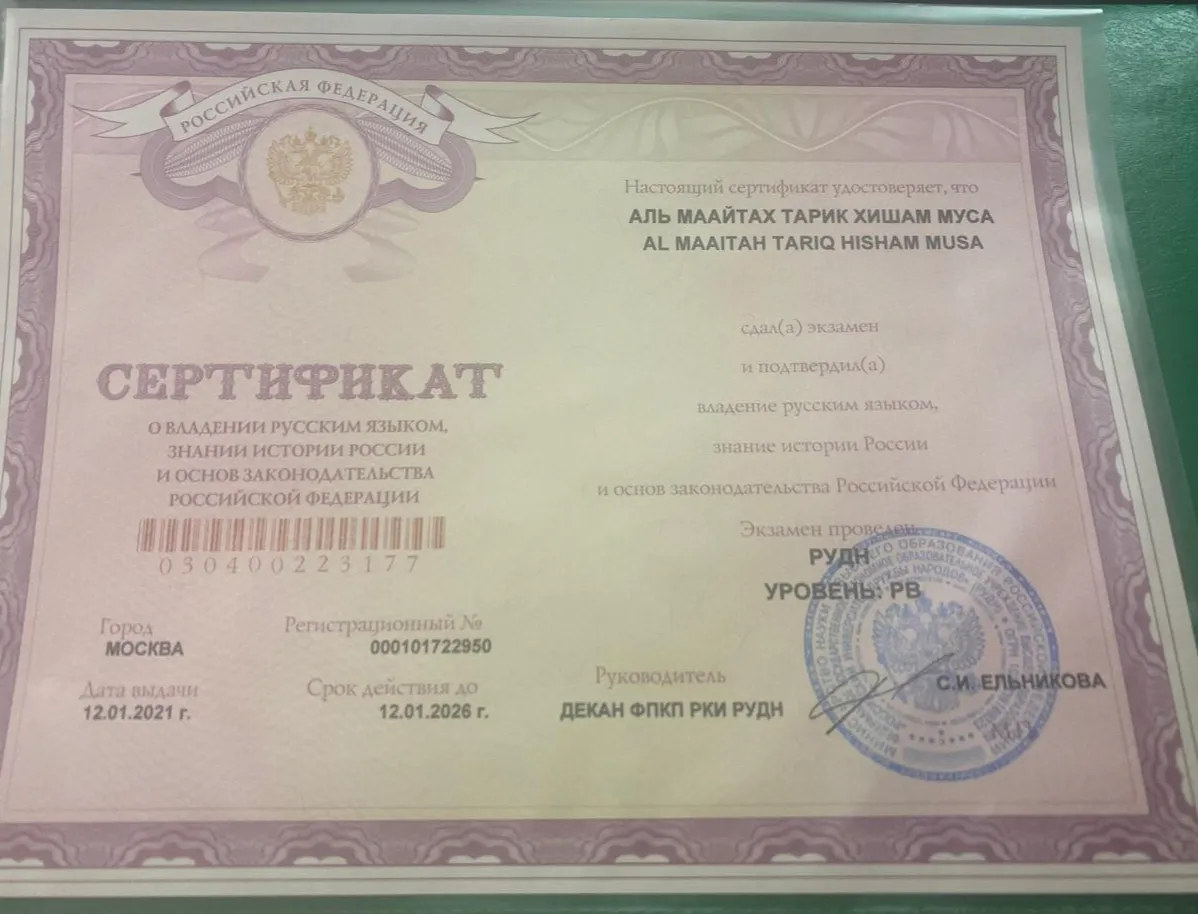 РОССИЙСКАЯ ФЕДЕРАЦИЯ
СЕРТИФИКАТ
О ВЛАДЕНИИ РУССКИМ ЯЗЫКОМ,
ЗНАНИИ ИСТОРИИ РОССИИ
И ОСНОВ ЗАКОНОДАТЕЛЬСТВА
РОССИЙСКОЙ ФЕДЕРАЦИИ
030400223177
Город
МОСКВА
Регистрационный №
000101722950
Дата выдачи
12.01.2021 г.
Срок действия до
12.01.2026 г.
Настоящий сертификат удостоверяет, что
АЛЬ МААЙТАХ ТАРИК ХИШАМ МУСА
AL MAAITAH TARIQ HISHAM MUSA
сдал(а) экзамен
и подтвердил(а)
владение русским языком,
знание истории России
и основ законодательства Российской Федерации
Экзамен проведен
РУДН
УРОВЕНЬ: РВ
Руководитель
ДЕКАН ФПКП РКИ РУДН
С.И. ЕЛЬНИКОВА